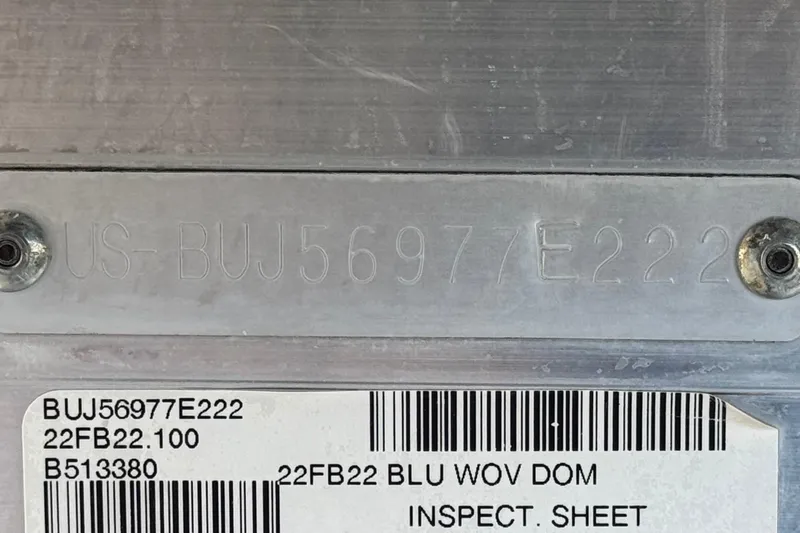 US-BUJ56977E222
BUJ56977E222
22FB22.100
B513380
22FB22 BLU WOV DOM
INSPECT. SHEET